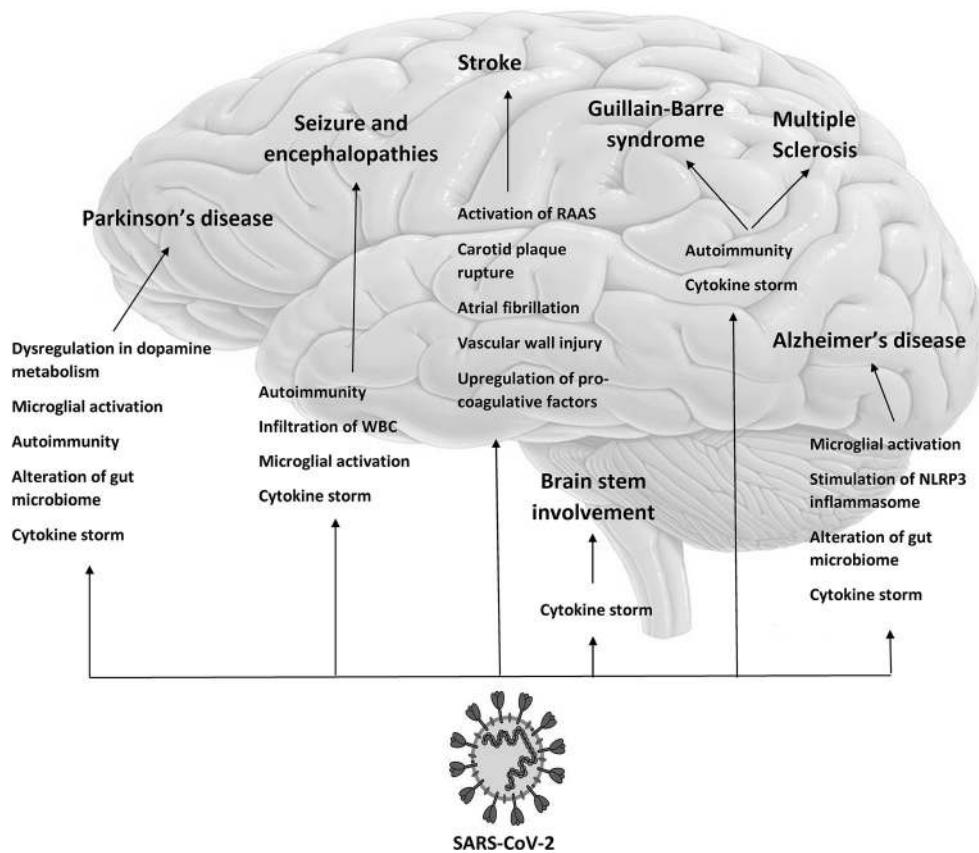 Stroke
Seizure and
encephalopathies
Guillain-Barre
syndrome
Multiple
Sclerosis
Parkinson's disease
Activation of RAAS
Carotid plaque
rupture
Atrial fibrillation
Vascular wall injury
Upregulation of pro-
coagulative factors
Autoimmunity
Cytokine storm
Alzheimer's disease
Dysregulation in dopamine
metabolism
Microglial activation
Autoimmunity
Alteration of gut
microbiome
Cytokine storm
Autoimmunity
Infiltration of WBC
Microglial activation
Cytokine storm
Brain stem
involvement
Cytokine storm
Microglial activation
Stimulation of NLRP3
inflammasome
Alteration of gut
microbiome
Cytokine storm
SARS-CoV-2